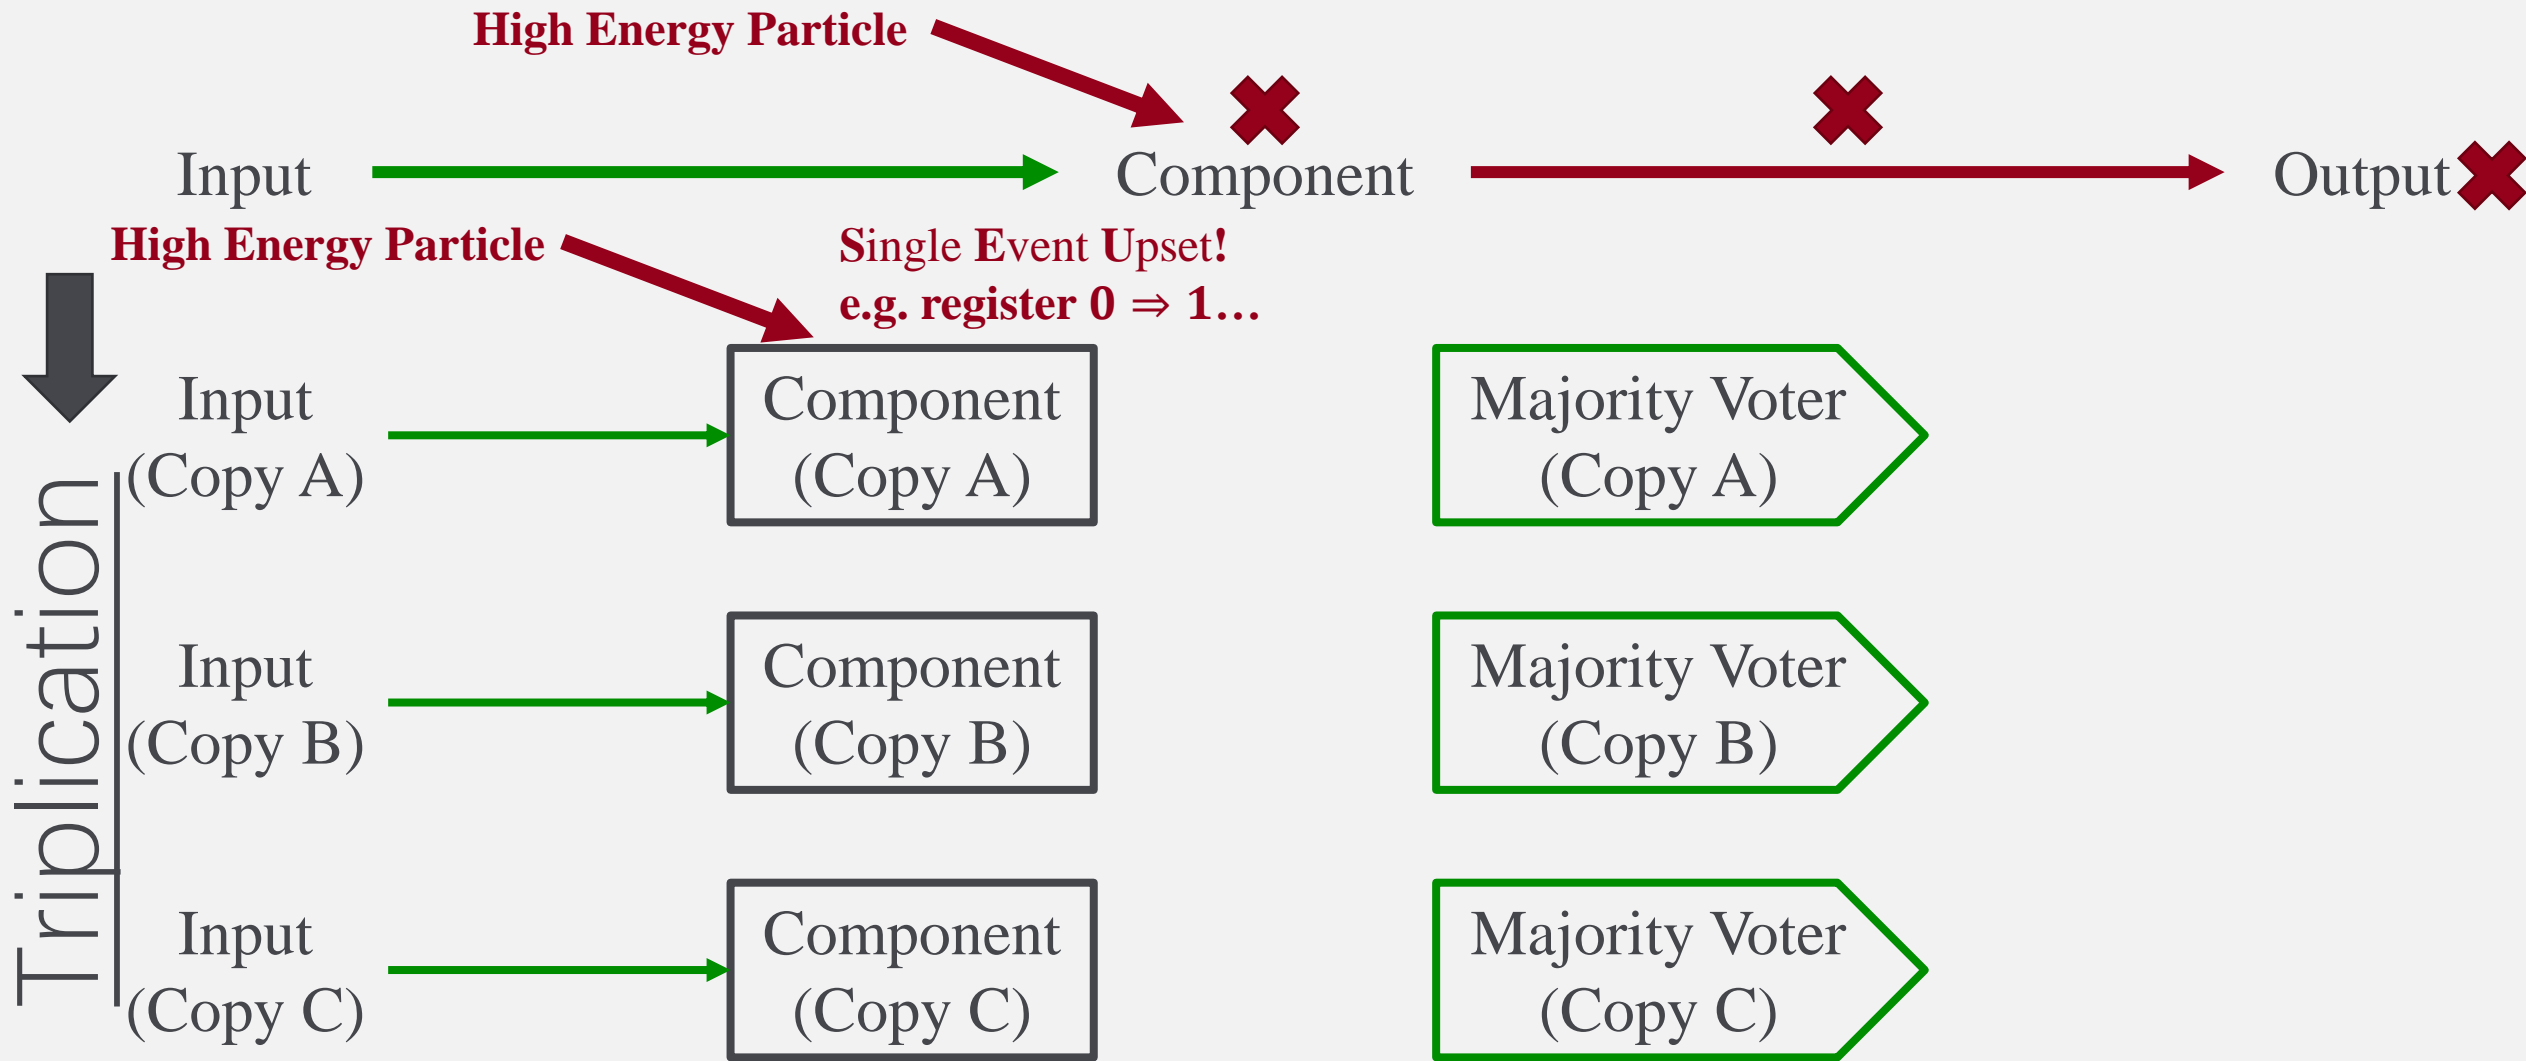 High Energy Particle
Input
Component
Output
High Energy Particle
Single Event Upset!
e.g. register 0 ⇒ 1…
Triplication
Input
(Copy A)
Component
(Copy A)
Majority Voter
(Copy A)
Input
(Copy B)
Component
(Copy B)
Majority Voter
(Copy B)
Input
(Copy C)
Component
(Copy C)
Majority Voter
(Copy C)